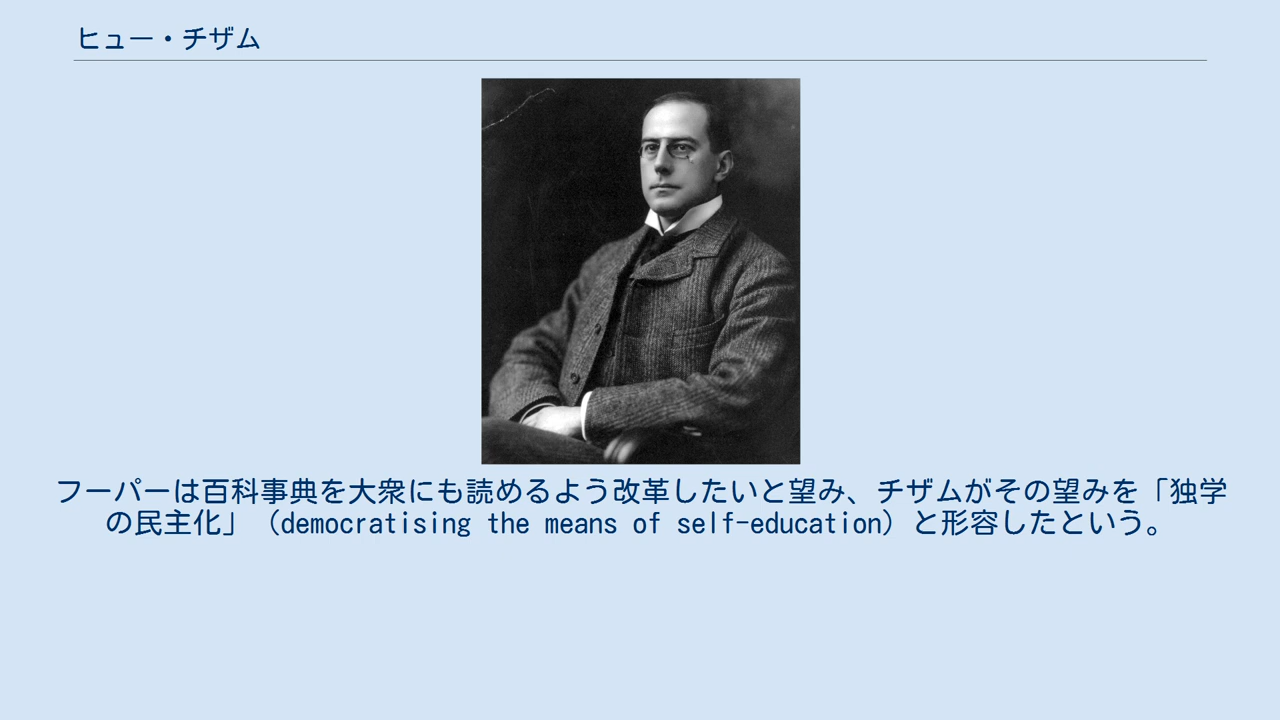 ヒュー・チザム
フーパーは百科事典を大衆にも読めるよう改革したいと望み、チザムがその望みを「独学
の民主化」（democratising the means of self-education）と形容したという。